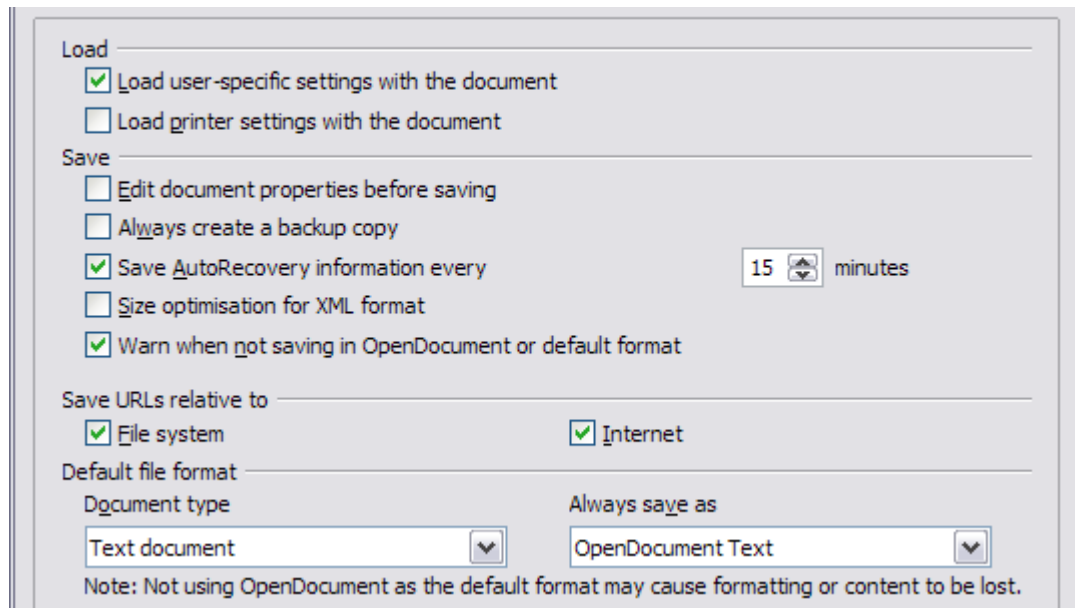 Load
Load user-specific settings with the document
Load printer settings with the document
Save
Edit document properties before saving
Always create a backup copy
Save AutoRecovery information every 15 minutes
Size optimisation for XML format
Warn when not saving in OpenDocument or default format
Save URLs relative to
File system Internet
Default file format
Document type Always save as
Text document OpenDocument Text
Note: Not using OpenDocument as the default format may cause formatting or content to be lost.